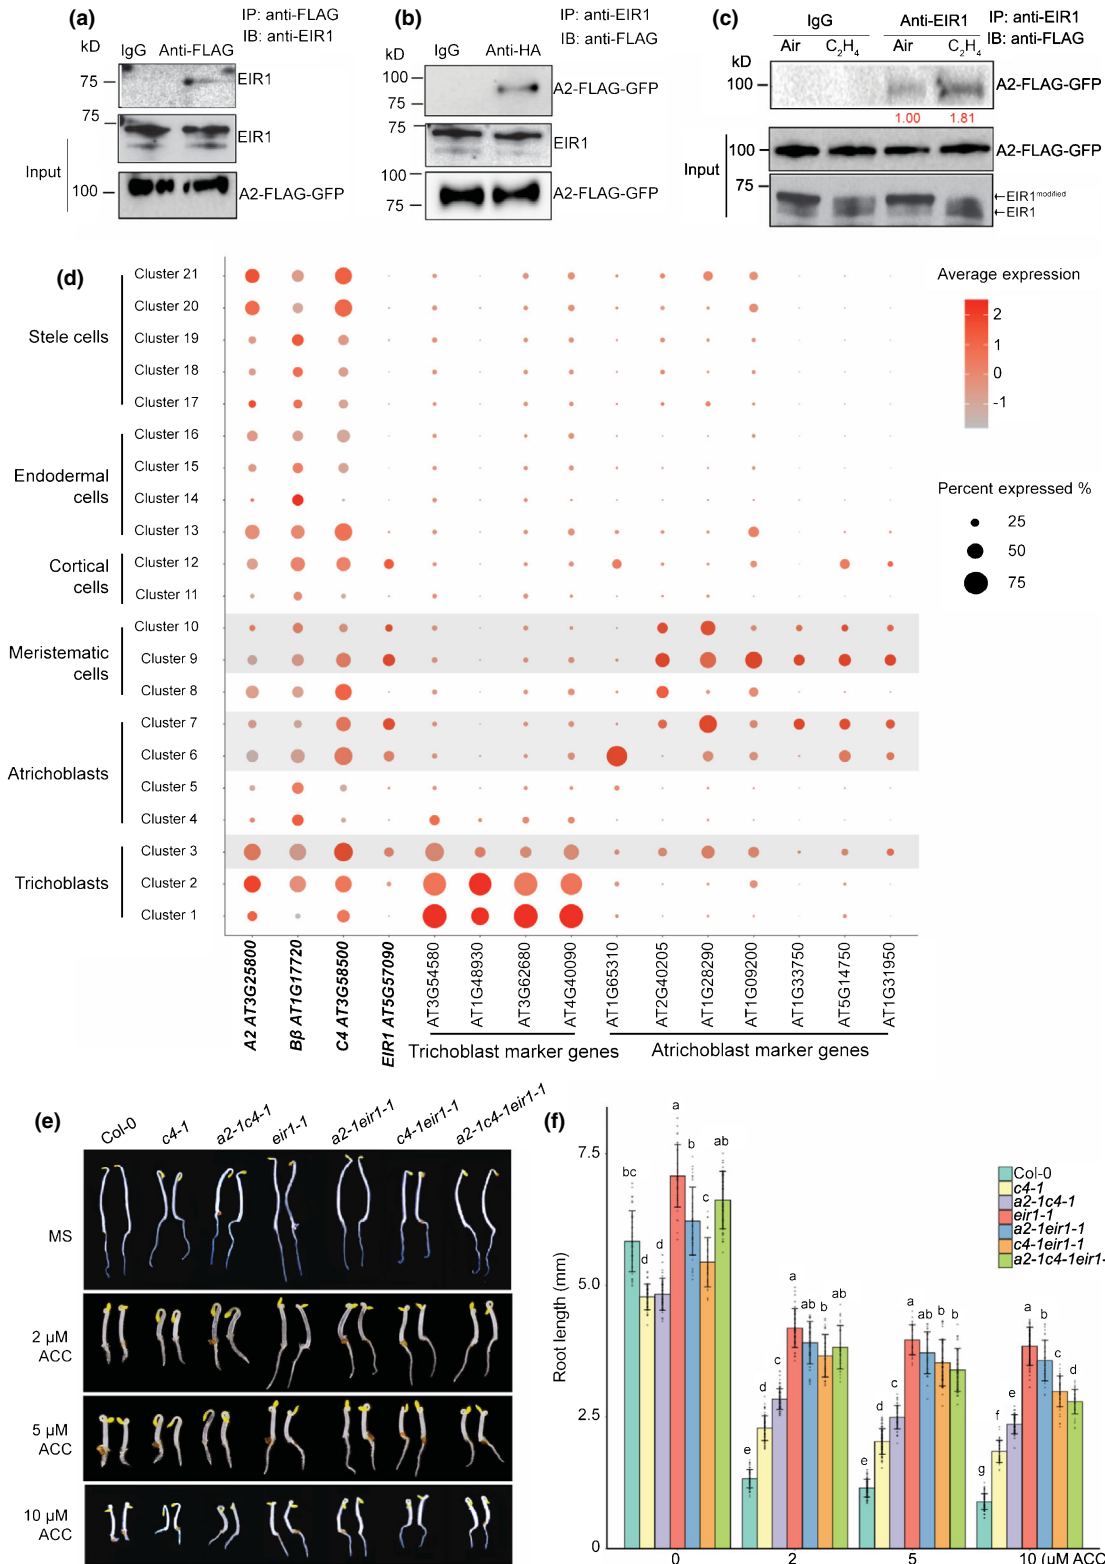 (a)
IP: anti-FLAG
IB: anti-EIR1
kD
IgG Anti-FLAG
75
EIR1
75
EIR1
Input
100
A2-FLAG-GFP
(b)
IP: anti-EIR1
IB: anti-FLAG
kD
IgG Anti-HA
100
75
A2-FLAG-GFP
75
EIR1
100
75
A2-FLAG-GFP
(c)
IgG Anti-EIR1
IP: anti-EIR1
IB: anti-FLAG
Air C2H4 Air C2H4
kD
100
A2-FLAG-GFP
1.00 1.81
Input
100
A2-FLAG-GFP
75
←EIR1modified
←EIR1
(d)
Stele cells
Cluster 21
Cluster 20
Cluster 19
Cluster 18
Cluster 17
Endodermal cells
Cluster 16
Cluster 15
Cluster 14
Cluster 13
Cortical cells
Cluster 12
Cluster 11
Meristematic cells
Cluster 10
Cluster 9
Cluster 8
Atrichoblasts
Cluster 7
Cluster 6
Cluster 5
Cluster 4
Trichoblasts
Cluster 3
Cluster 2
Cluster 1
A2 AT3G25800
Bβ AT1G17720
C4 AT3G58500
EIR1 AT5G57090
AT3G54580
AT1G48930
AT3G62680
AT4G40090
AT1G65310
AT2G40205
AT1G28290
AT1G09200
AT1G33750
AT5G14750
AT1G31950
Trichoblast marker genes
Atrichoblast marker genes
Average expression
2
1
0
-1
Percent expressed %
25
50
75
(e)
Col-0
c4-1
a2-1c4-1
eir1-1
a2-1eir1-1
c4-1eir1-1
a2-1c4-1eir1-1
MS
2 µM ACC
5 µM ACC
10 µM ACC
(f)
Root length (mm)
7.5
5.0
2.5
0
bc d d a b c ab
e d c a ab b ab
e d c a ab b b
g f e a b c d
0 2 5 10 (uM ACC
Col-0
c4-1
a2-1c4-1
eir1-1
a2-1eir1-1
c4-1eir1-1
a2-1c4-1eir1-